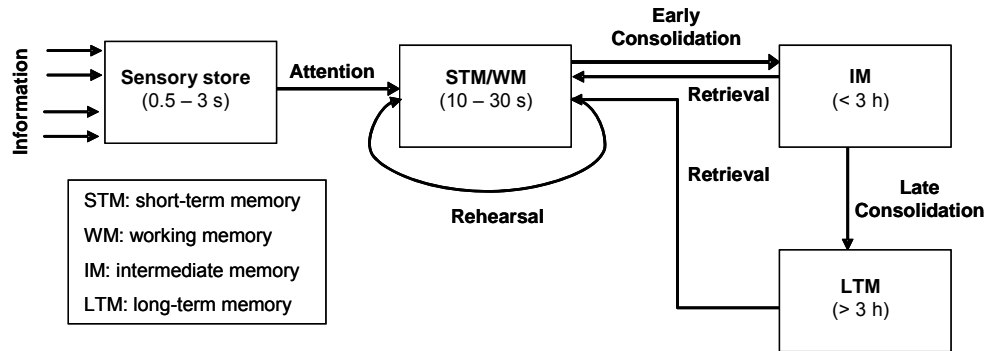 Information
Sensory store
(0.5 – 3 s)
Attention
STM/WM
(10 – 30 s)
Rehearsal
Early
Consolidation
Retrieval
IM
(< 3 h)
Retrieval
Late
Consolidation
LTM
(> 3 h)
STM: short-term memory
WM: working memory
IM: intermediate memory
LTM: long-term memory